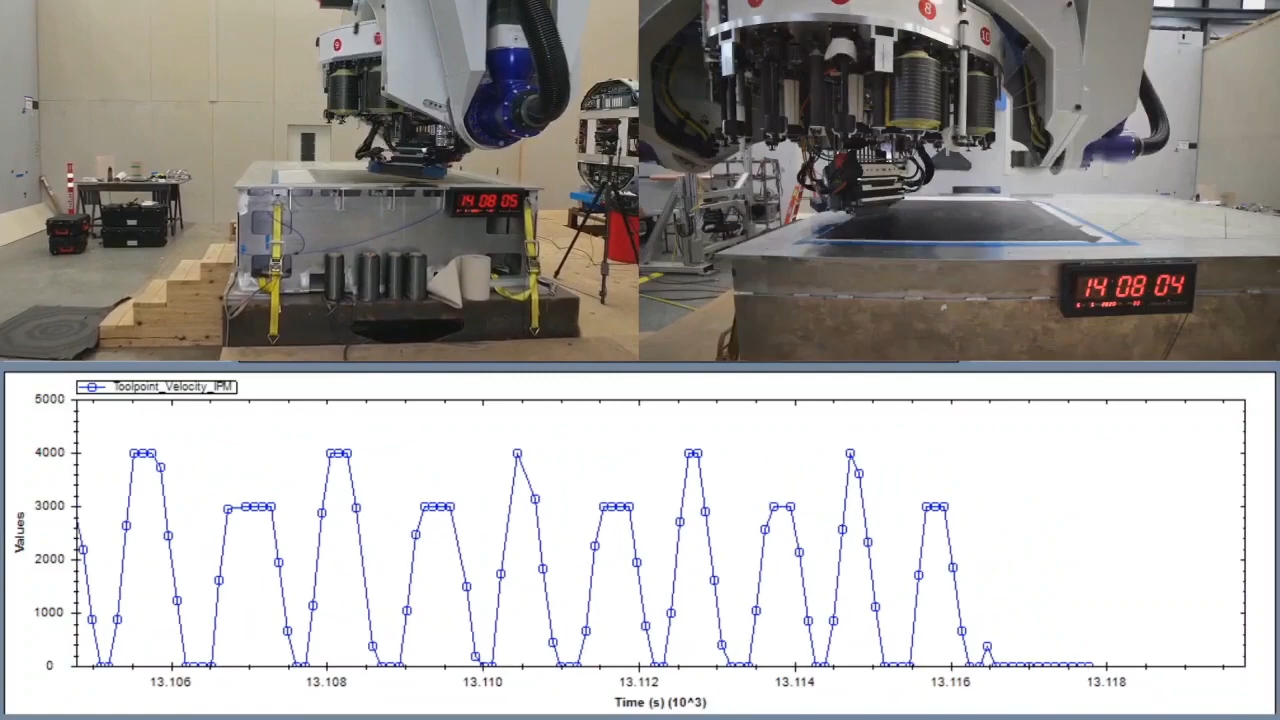 8
10
14 08 05
14 08 04
Toolpoint_Velocity_IPM
5000
4000
3000
2000
1000
0
Values
13.106 13.108 13.110 13.112 13.114 13.116 13.118
Time (s) (10^3)